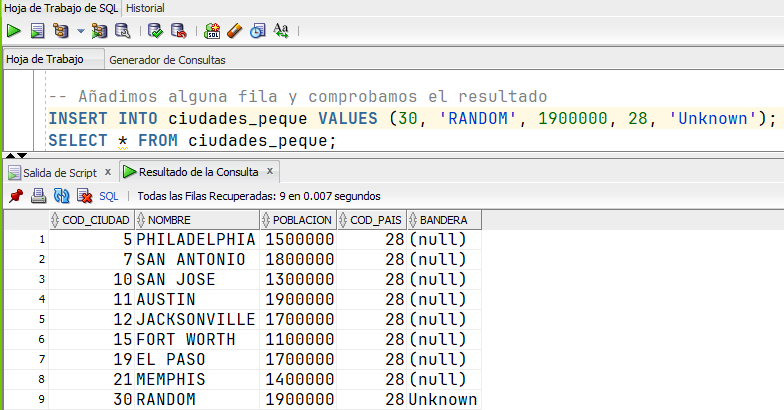 Hoja de Trabajo de SQL Historial
Hoja de Trabajo Generador de Consultas
-- Añadimos alguna fila y comprobamos el resultado
INSERT INTO ciudades_peque VALUES (30, 'RANDOM', 1900000, 28, 'Unknown');
SELECT * FROM ciudades_peque;
Salida de Script x Resultado de la Consulta x
SQL | Todas las Filas Recuperadas: 9 en 0.007 segundos
COD_CIUDAD NOMBRE POBLACION COD_PAIS BANDERA
1 5 PHILADELPHIA 1500000 28 (null)
2 7 SAN ANTONIO 1800000 28 (null)
3 10 SAN JOSE 1300000 28 (null)
4 11 AUSTIN 1900000 28 (null)
5 12 JACKSONVILLE 1700000 28 (null)
6 15 FORT WORTH 1100000 28 (null)
7 19 EL PASO 1700000 28 (null)
8 21 MEMPHIS 1400000 28 (null)
9 30 RANDOM 1900000 28 Unknown